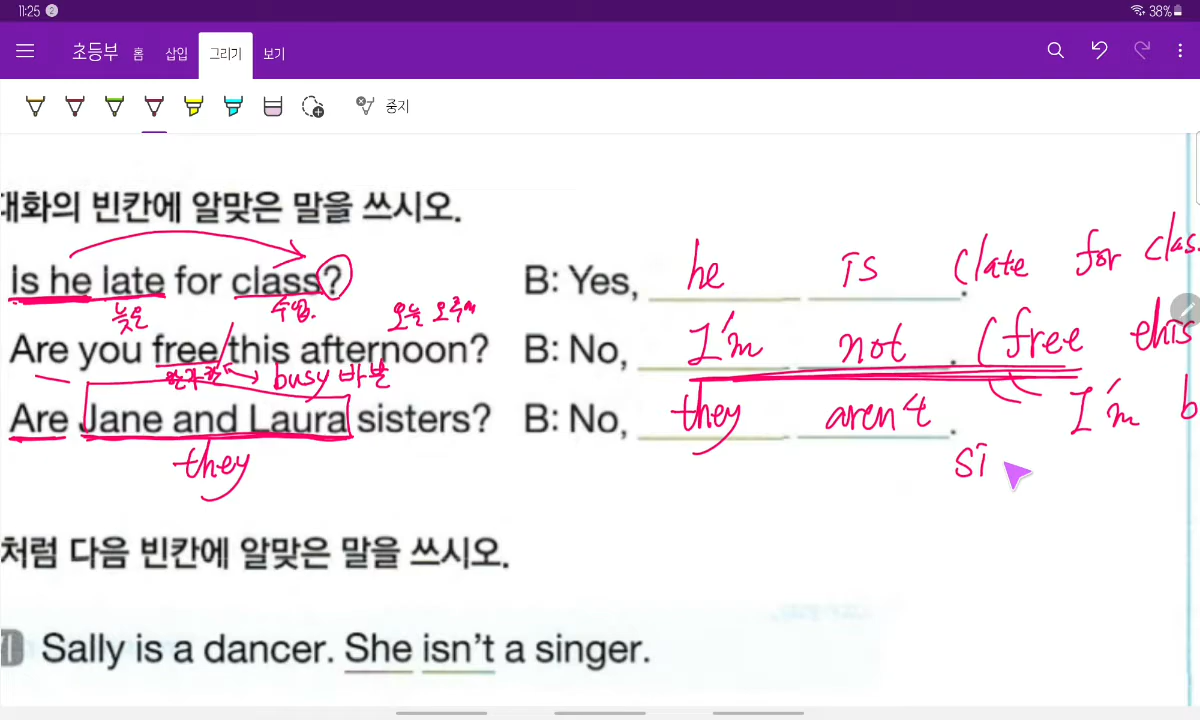 11:25 2 38%
초등부 홈 삽입 그리기 보기
중지
대화의 빈칸에 알맞은 말을 쓰시오.
Is he late for class? B: Yes, he is (late for clas
늦은 수업.
오늘 오후에
Are you free / this afternoon? B: No, I'm not. (free this
한가한 busy 바쁜
I'm b
Are Jane and Laura sisters? B: No, they aren't.
they
si
처럼 다음 빈칸에 알맞은 말을 쓰시오.
Sally is a dancer. She isn't a singer.